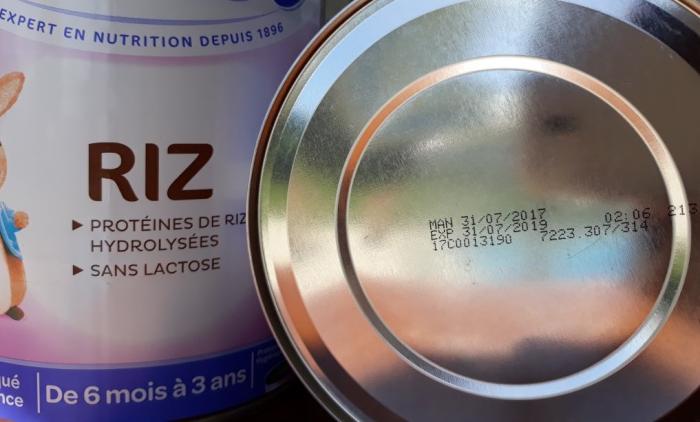 EXPERT EN NUTRITION DEPUIS 1896
RIZ
▶ PROTÉINES DE RIZ
HYDROLYSÉES
▶ SANS LACTOSE
De 6 mois à 3 ans
MAN 31/07/2017 02:06 213
EXP 31/07/2019
17C0013190 7223.307/314